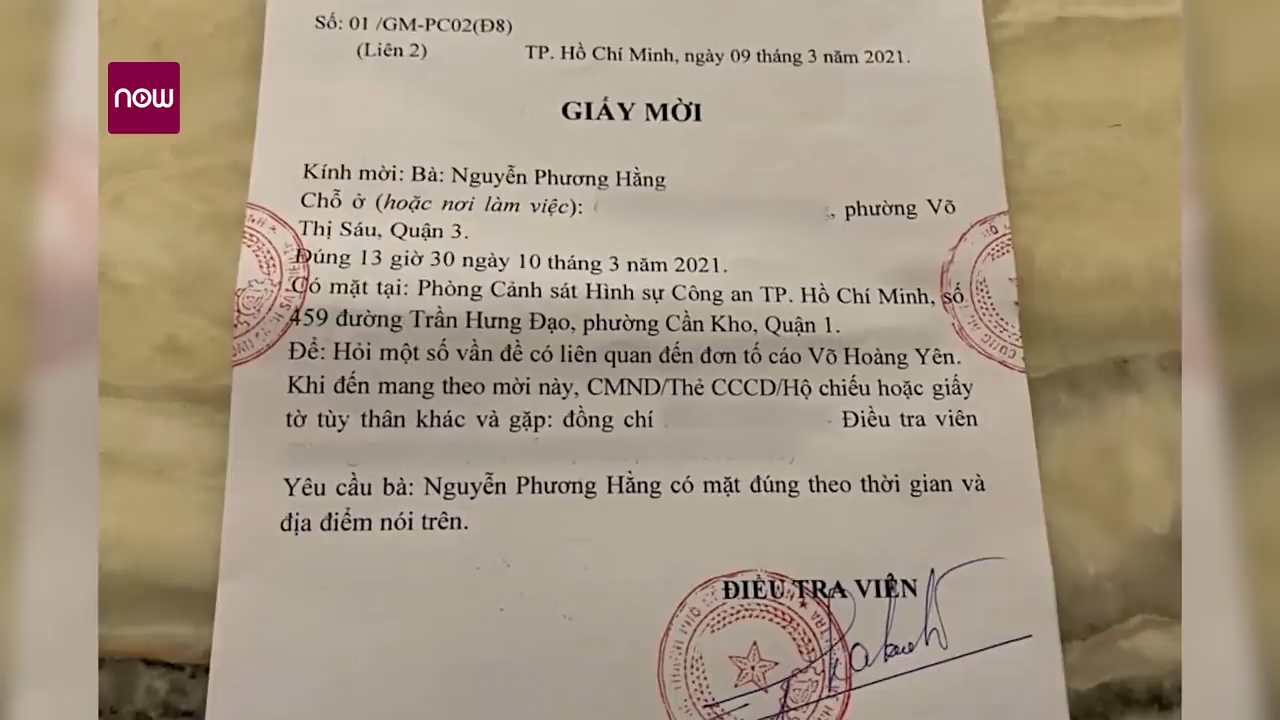 Số: 01 /GM-PC02(Đ8)
(Liên 2)
TP. Hồ Chí Minh, ngày 09 tháng 3 năm 2021.
now
GIẤY MỜI
Kính mời: Bà: Nguyễn Phương Hằng
Chỗ ở (hoặc nơi làm việc): , phường Võ
Thị Sáu, Quận 3.
Đúng 13 giờ 30 ngày 10 tháng 3 năm 2021.
Có mặt tại: Phòng Cảnh sát Hình sự Công an TP. Hồ Chí Minh, số
459 đường Trần Hưng Đạo, phường Cần Kho, Quận 1.
Để: Hỏi một số vần đề có liên quan đến đơn tố cáo Võ Hoàng Yên.
Khi đến mang theo mời này, CMND/Thẻ CCCD/Hộ chiếu hoặc giấy
tờ tùy thân khác và gặp: đồng chí - Điều tra viên
Yêu cầu bà: Nguyễn Phương Hằng có mặt đúng theo thời gian và
địa điểm nói trên.
ĐIỀU TRA VIÊN